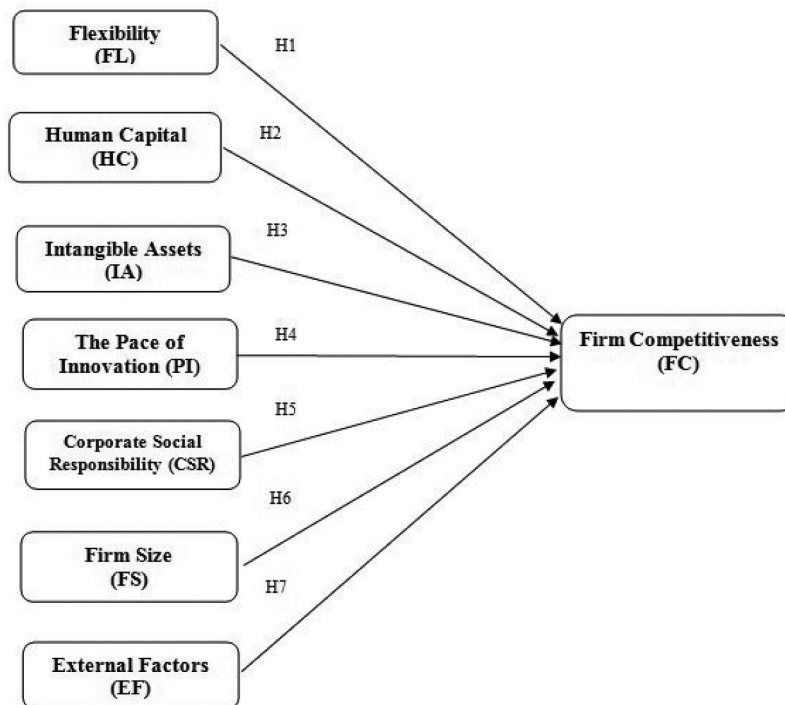 Flexibility
(FL)
H1
Human Capital
(HC)
H2
Intangible Assets
(IA)
H3
The Pace of
Innovation (PI)
H4
Firm Competitiveness
(FC)
Corporate Social
Responsibility (CSR)
H5
Firm Size
(FS)
H6
External Factors
(EF)
H7